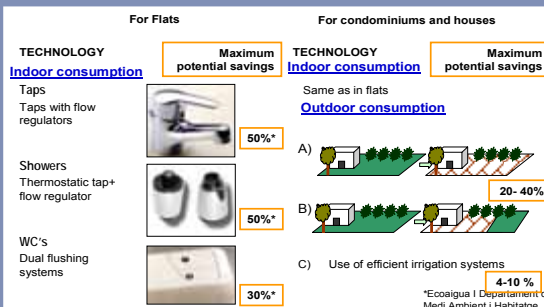 For Flats
For condominiums and houses
TECHNOLOGY
Maximum
potential savings
Indoor consumption
Taps
Taps with flow
regulators
50%*
Showers
Thermostatic tap+
flow regulator
50%*
WC's
Dual flushing
systems
30%*
TECHNOLOGY
Maximum
potential savings
Indoor consumption
Same as in flats
Outdoor consumption
A)
20- 40%
B)
C) Use of efficient irrigation systems
4-10 %
*Ecoaigua I Departament
Medi Ambient i Habitatge